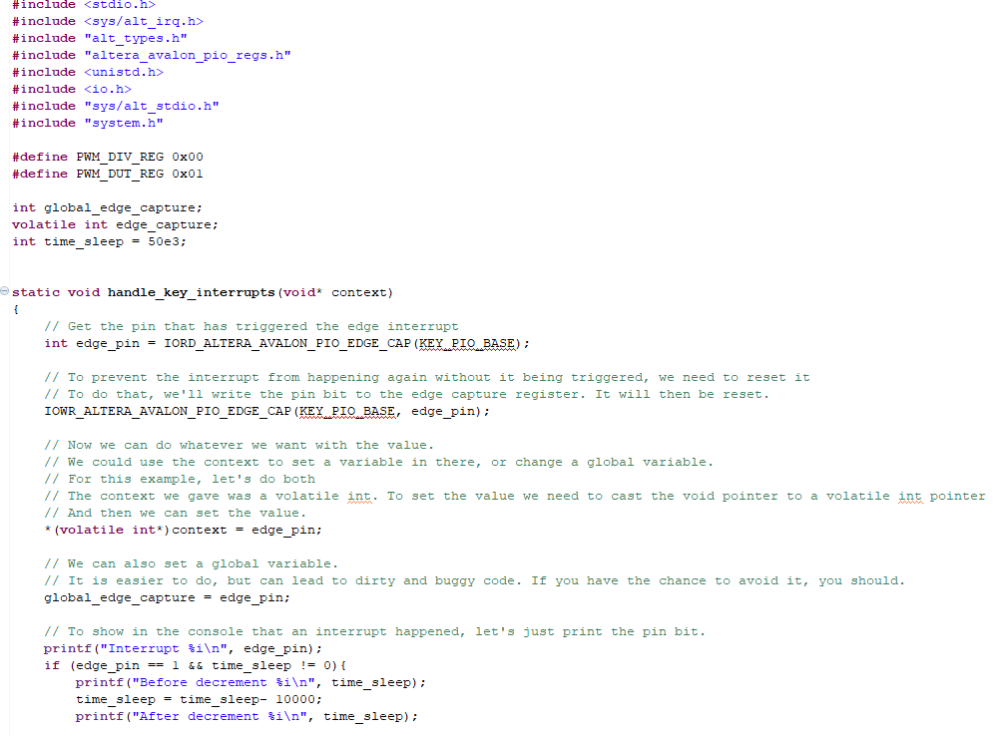 #include <stdio.h>
#include <sys/alt_irq.h>
#include "alt_types.h"
#include "altera_avalon_pio_regs.h"
#include <unistd.h>
#include <io.h>
#include "sys/alt_stdio.h"
#include "system.h"

#define PWM_DIV_REG 0x00
#define PWM_DUT_REG 0x01

int global_edge_capture;
volatile int edge_capture;
int time_sleep = 50e3;

static void handle_key_interrupts(void* context)
{
    // Get the pin that has triggered the edge interrupt
    int edge_pin = IORD_ALTERA_AVALON_PIO_EDGE_CAP(KEY_PIO_BASE);

    // To prevent the interrupt from happening again without it being triggered, we need to reset it
    // To do that, we'll write the pin bit to the edge capture register. It will then be reset.
    IOWR_ALTERA_AVALON_PIO_EDGE_CAP(KEY_PIO_BASE, edge_pin);

    // Now we can do whatever we want with the value.
    // We could use the context to set a variable in there, or change a global variable.
    // For this example, let's do both
    // The context we gave was a volatile int. To set the value we need to cast the void pointer to a volatile int pointer
    // And then we can set the value.
    *(volatile int*)context = edge_pin;

    // We can also set a global variable.
    // It is easier to do, but can lead to dirty and buggy code. If you have the chance to avoid it, you should.
    global_edge_capture = edge_pin;

    // To show in the console that an interrupt happened, let's just print the pin bit.
    printf("Interrupt %i\n", edge_pin);
    if (edge_pin == 1 && time_sleep != 0){
        printf("Before decrement %i\n", time_sleep);
        time_sleep = time_sleep- 10000;
        printf("After decrement %i\n", time_sleep);